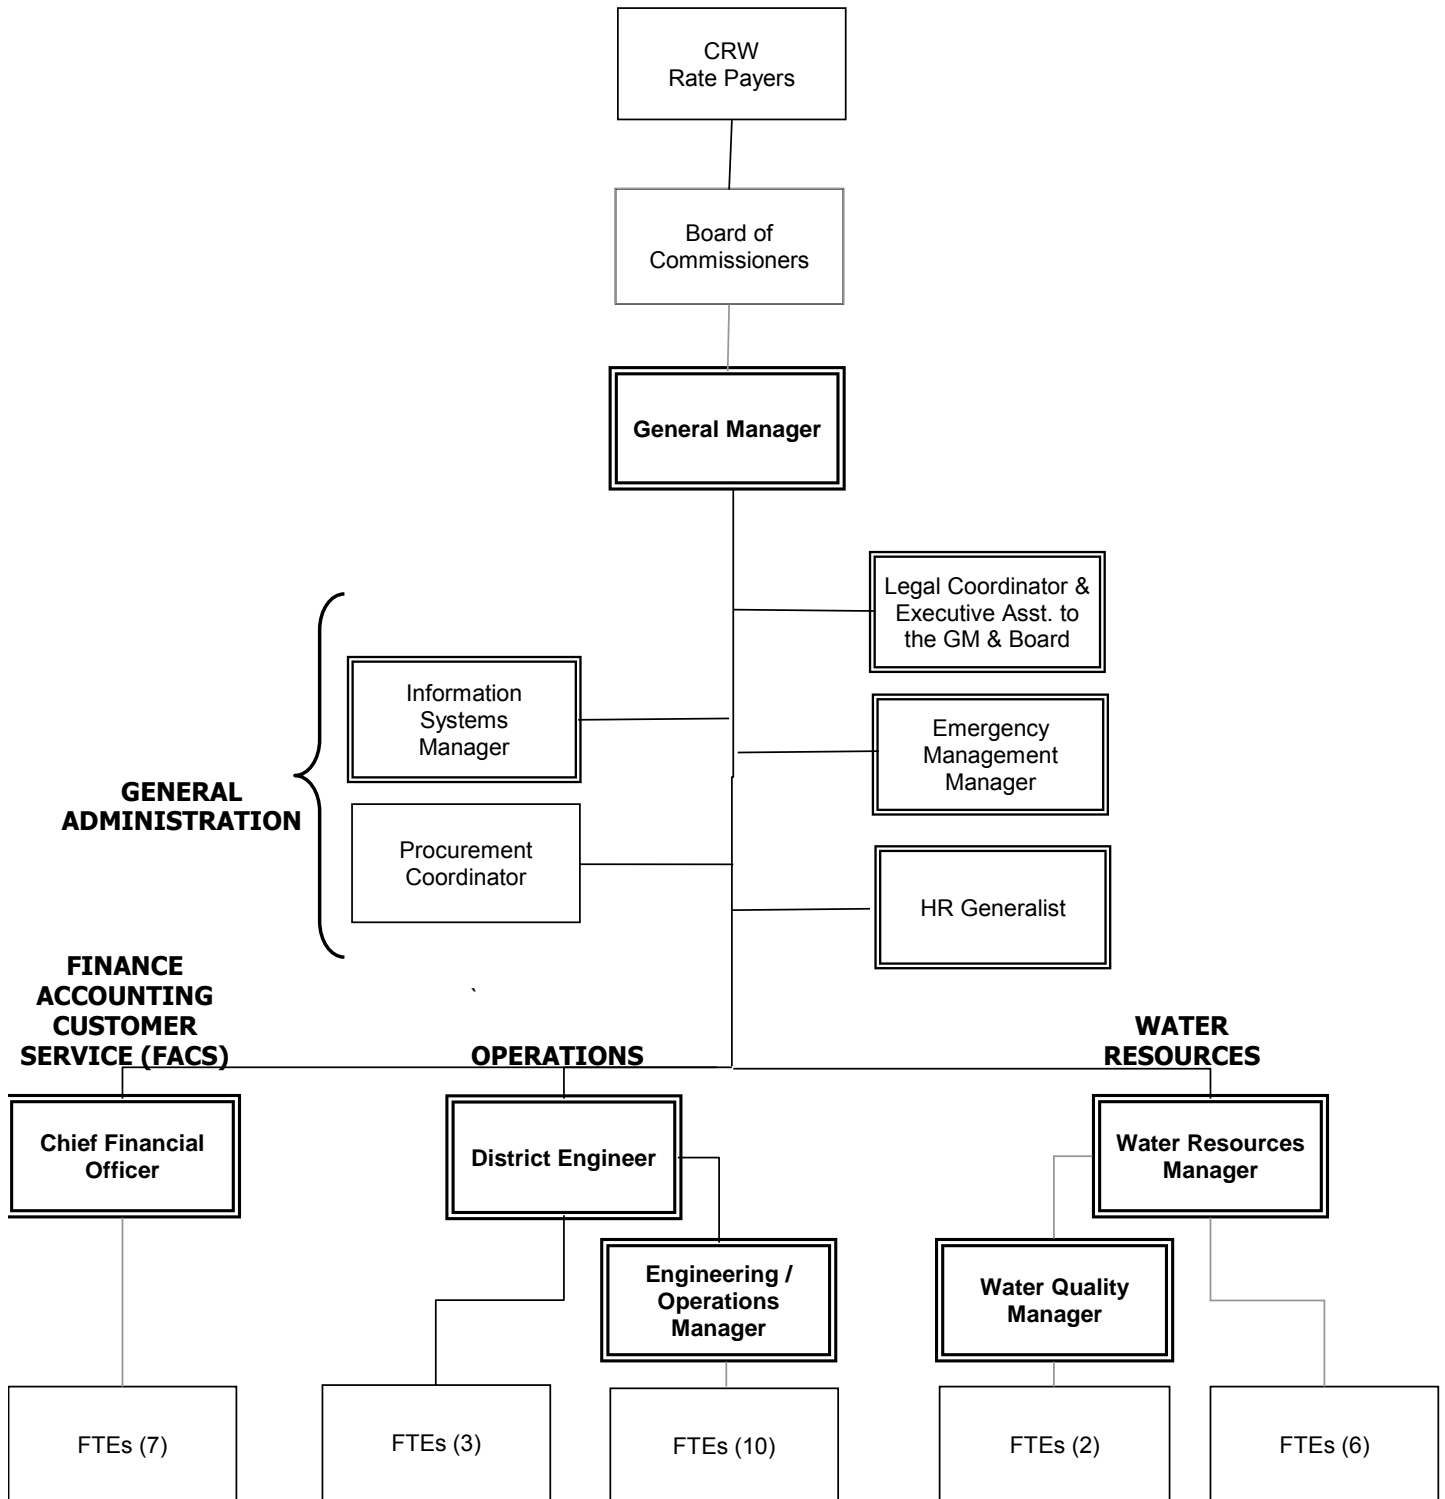 CRW
Rate Payers
Board of
Commissioners
General Manager
Legal Coordinator &
Executive Asst. to
the GM & Board
Information
Systems
Manager
Emergency
Management
Manager
GENERAL
ADMINISTRATION
Procurement
Coordinator
HR Generalist
FINANCE
ACCOUNTING
CUSTOMER
SERVICE (FACS)
`
OPERATIONS
WATER
RESOURCES
Chief Financial
Officer
District Engineer
Water Resources
Manager
Engineering /
Operations
Manager
Water Quality
Manager
FTEs (7)
FTEs (3)
FTEs (10)
FTEs (2)
FTEs (6)